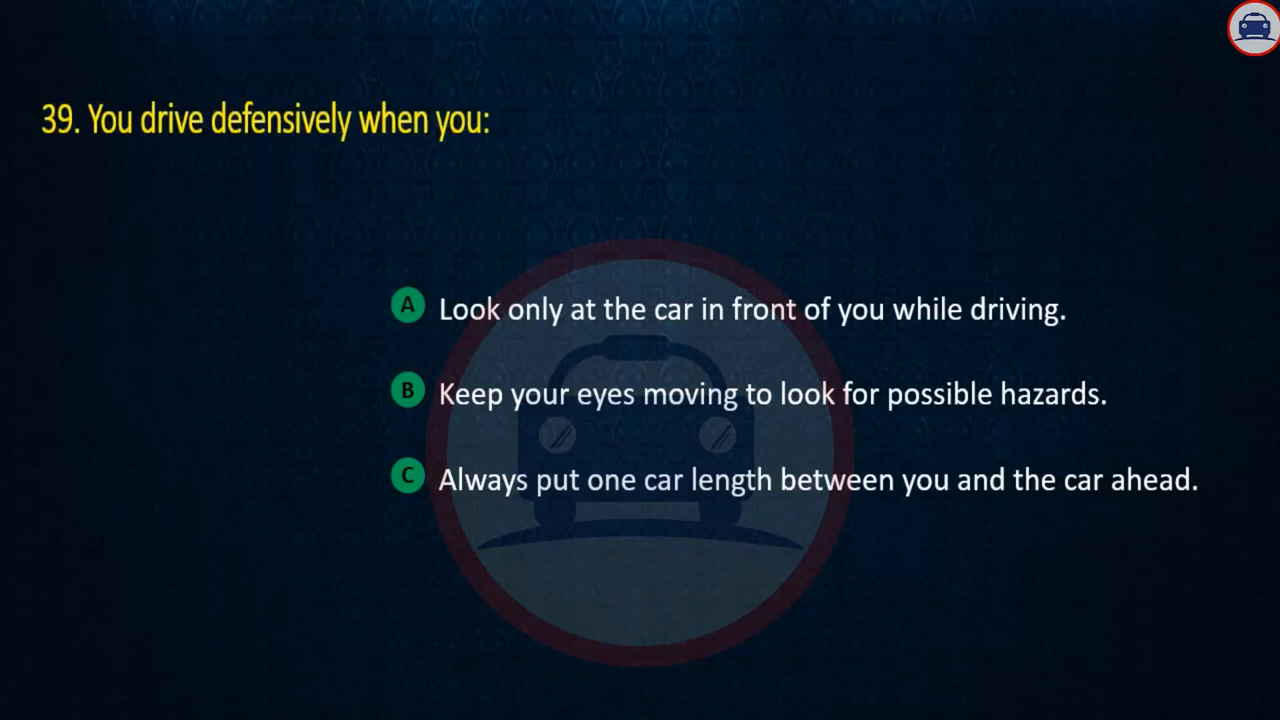 39. You drive defensively when you:
A Look only at the car in front of you while driving.
B Keep your eyes moving to look for possible hazards.
C Always put one car length between you and the car ahead.